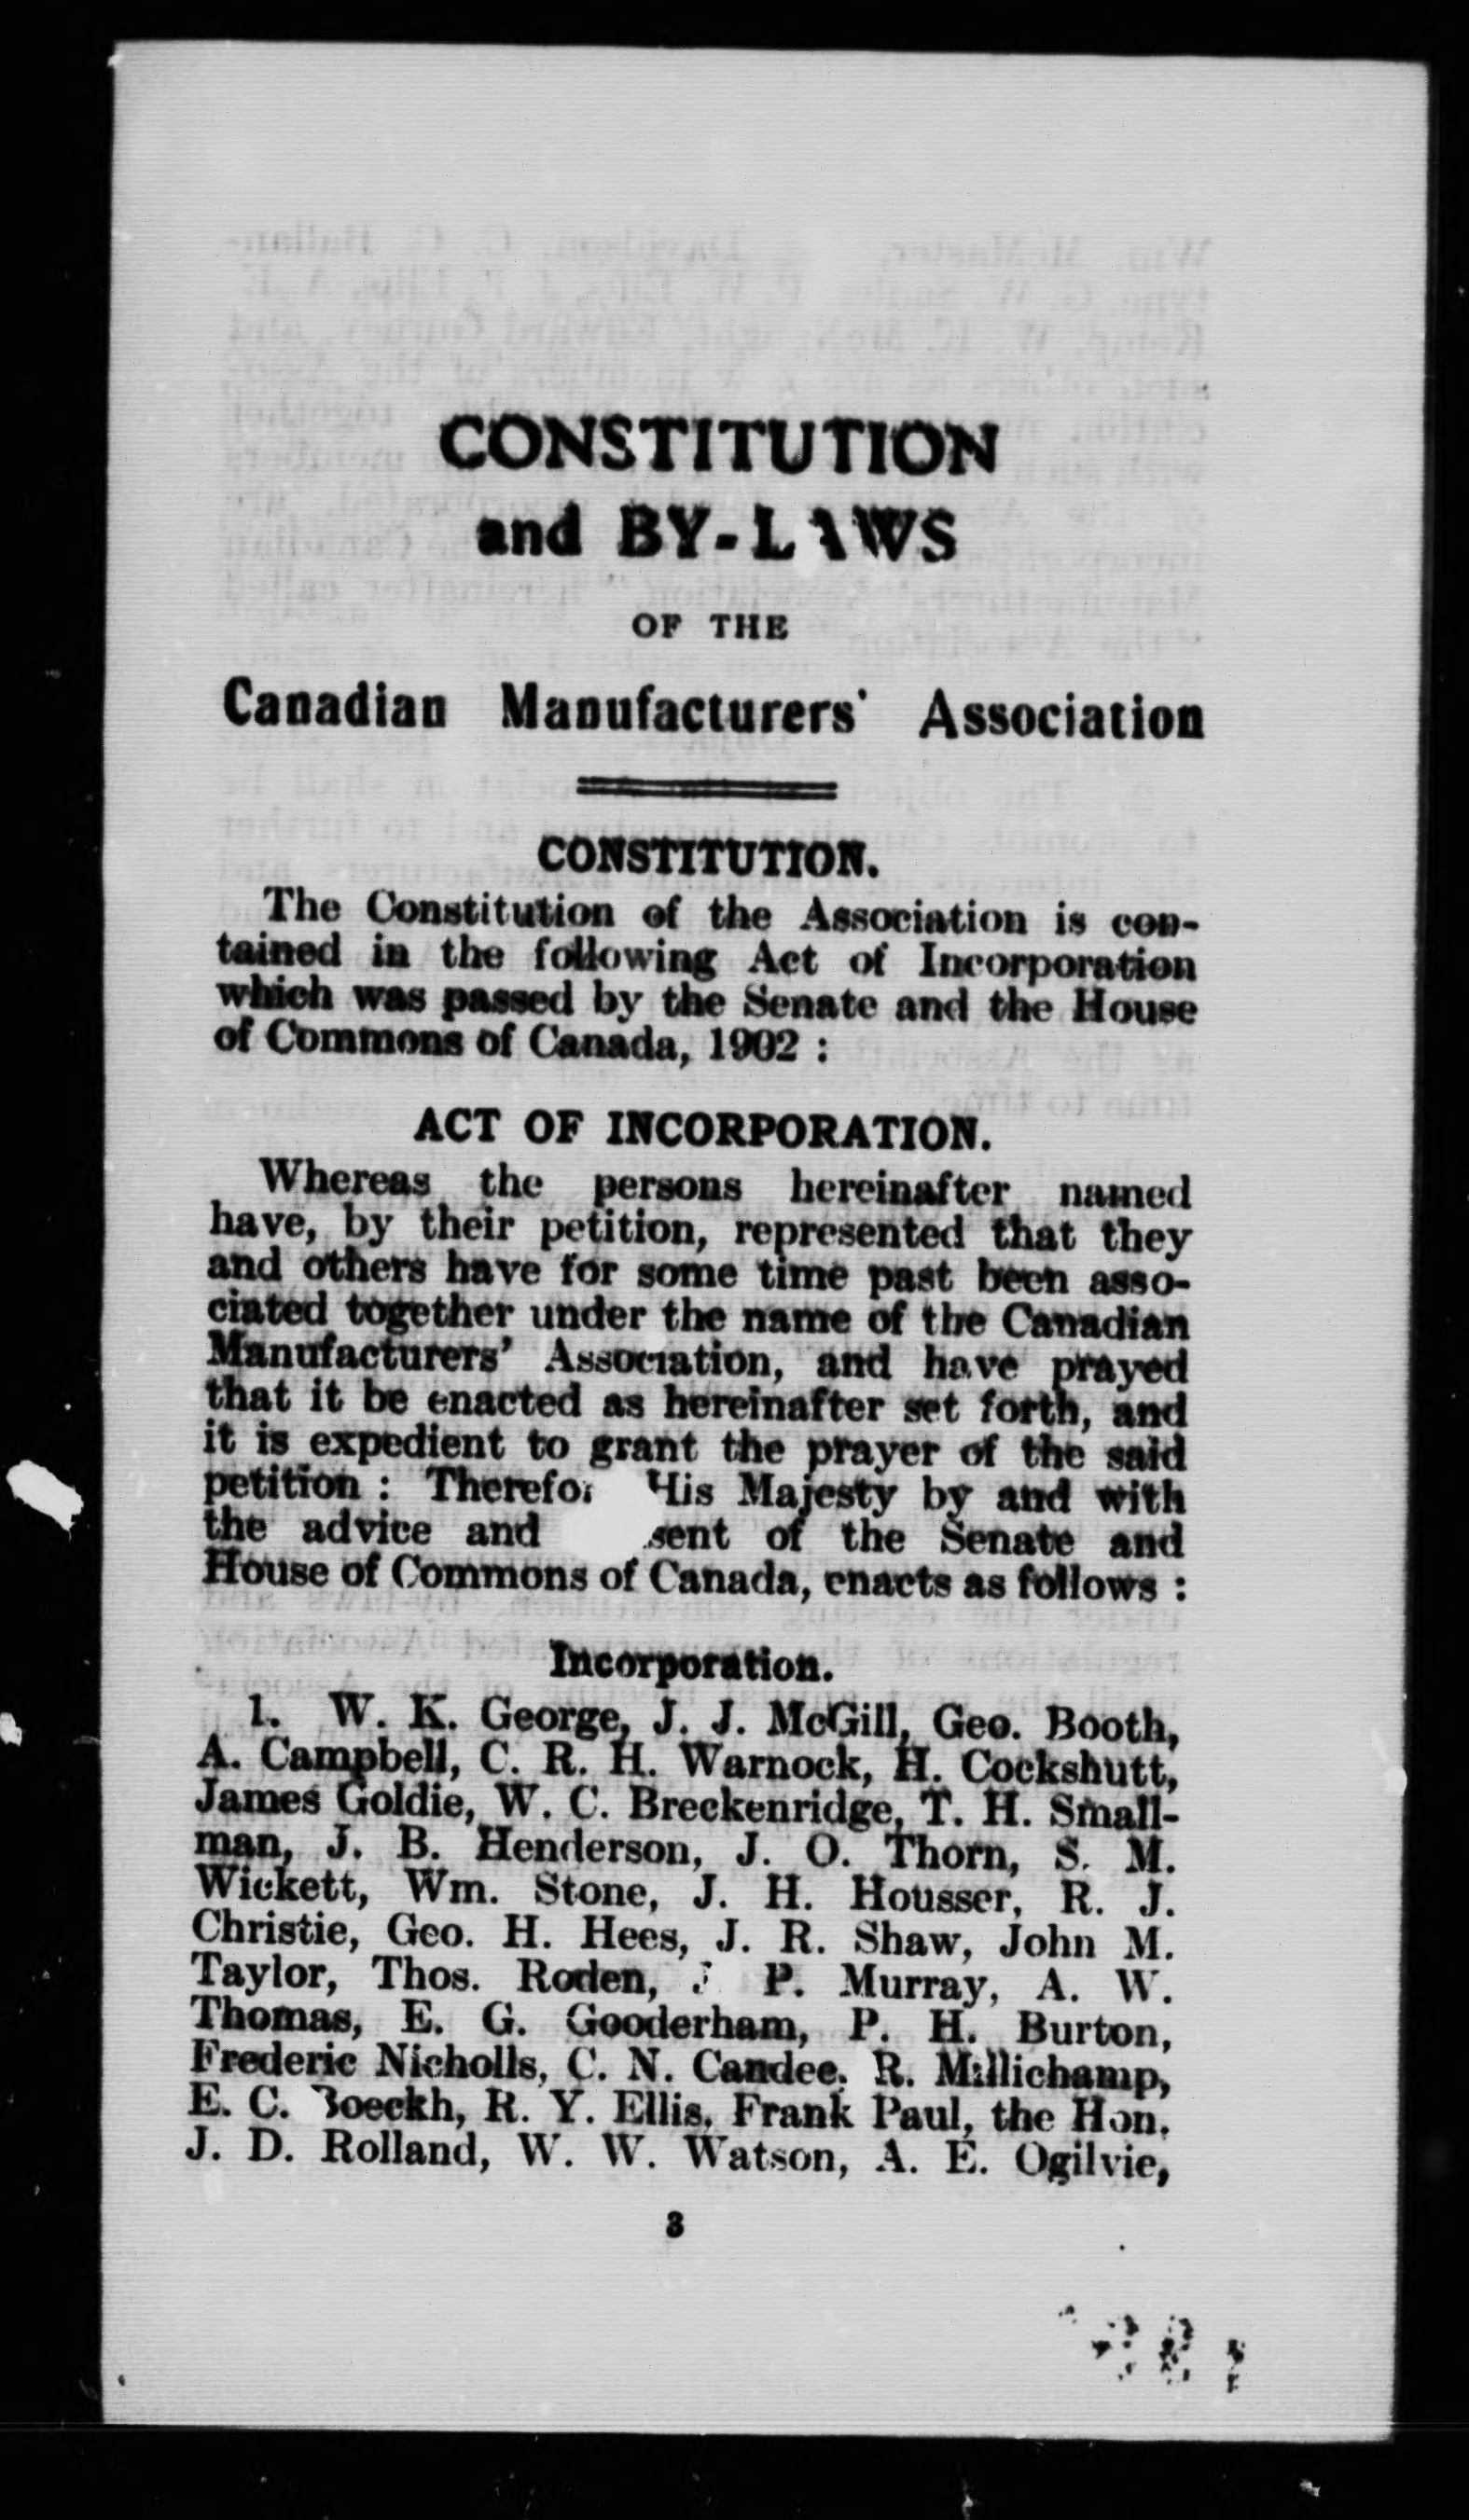 CONSTITUTION
and BY-LAWS
OF THE
Canadian Manufacturers' Association
CONSTITUTION.
The Constitution of the Association is con-
tained in the following Act of Incorporation
which was passed by the Senate and the House
of Commons of Canada, 1902 :
ACT OF INCORPORATION.
Whereas the persons hereinafter named
have, by their petition, represented that they
and others have for some time past been asso-
ciated together under the name of the Canadian
Manufacturers' Association, and have prayed
that it be enacted as hereinafter set forth, and
it is expedient to grant the prayer of the said
petition : His Majesty by and with
the advice and of the Senate and
House of Commons of Canada, enacts as follows :
Incorporation.
1. W. K. George, J. J. McGill, Geo. Booth,
A. Campbell, C. R. H. Warnock, H. Cockshutt,
James Goldie, W. C. Breckenridge, T. H. Small-
man, J. B. Henderson, J. O. Thorn, S. M.
Wickett, Wm. Stone, J. H. Housser, R. J.
Christie, Geo. H. Hees, J. R. Shaw, John M.
Taylor, Thos. Roden, P. Murray, A. W.
Thomas, E. G. Gooderham, P. H. Burton,
Frederic Nicholls, C. N. Candee, R. Millichamp,
E. C. Boeckh, R. Y. Ellis, Frank Paul, the Hon.
J. D. Rolland, W. W. Watson, A. E. Ogilvie,
3